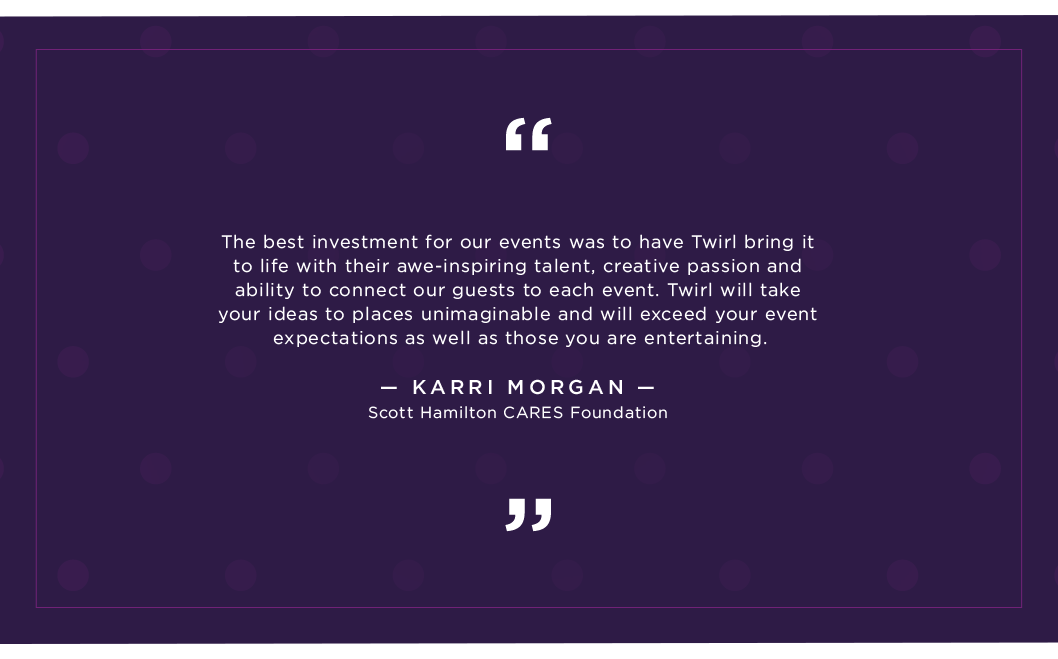 “
The best investment for our events was to have Twirl bring it
to life with their awe-inspiring talent, creative passion and
ability to connect our guests to each event. Twirl will take
your ideas to places unimaginable and will exceed your event
expectations as well as those you are entertaining.
— KARRI MORGAN —
Scott Hamilton CARES Foundation
”